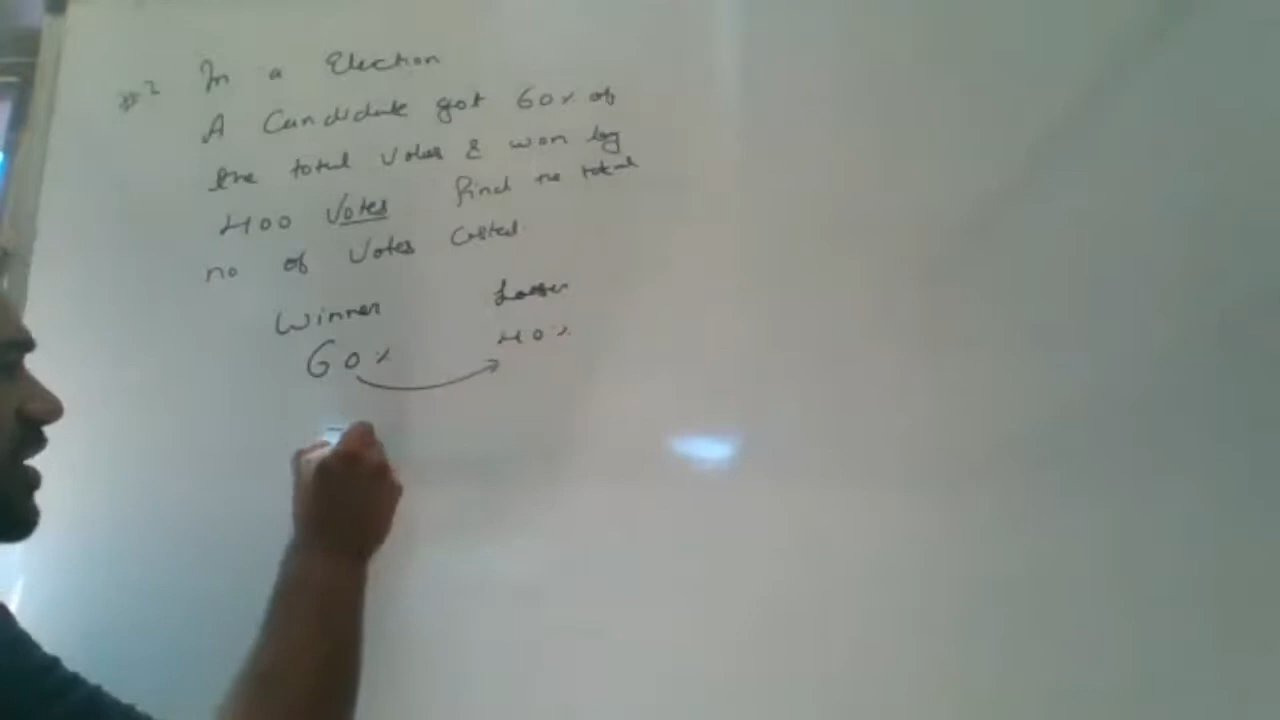 #2 In a Election
A Candidate got 60% of
the total Votes & won by
400 Votes find the total
no of Votes Casted.
Winner Looser
60% 40%